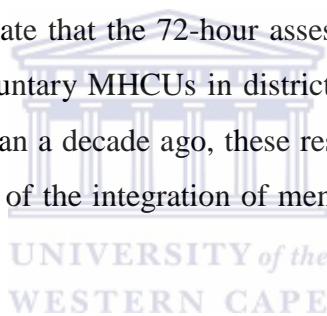 ate that the 72-hour asses
untary MHCUs in district
an a decade ago, these res
of the integration of mer
UNIVERSITY of the
WESTERN CAPE